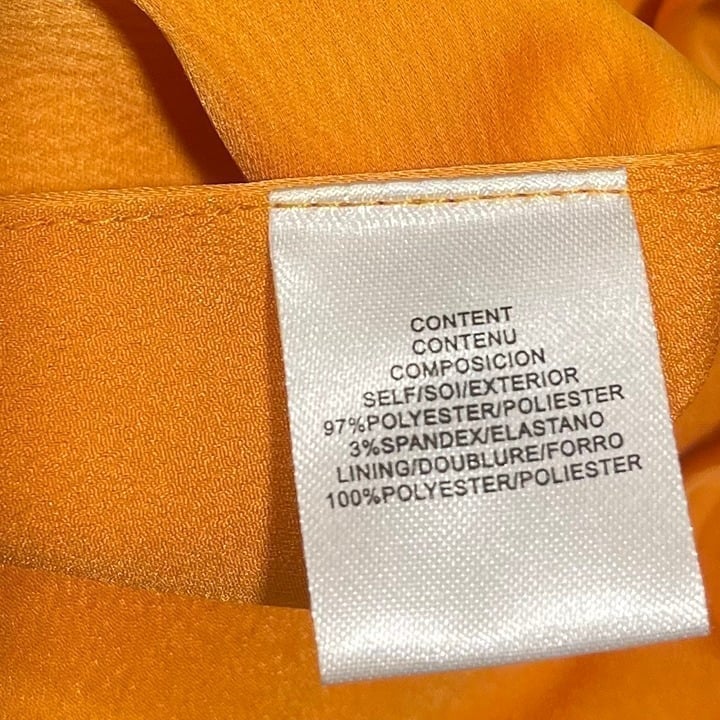 CONTENT
CONTENU
COMPOSICION
SELF/SOI/EXTERIOR
97%POLYESTER/POLIESTER
3%SPANDEX/ELASTANO
LINING/DOUBLURE/FORRO
100%POLYESTER/POLIESTER